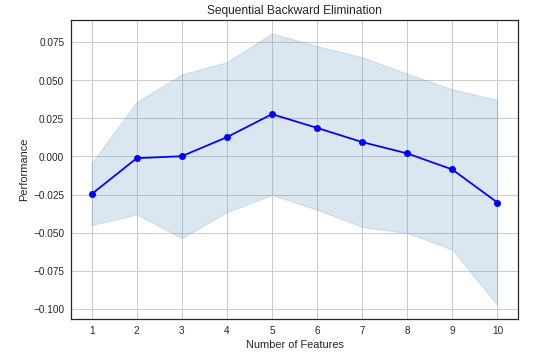 Sequential Backward Elimination
0.075
0.050
0.025
0.000
−0.025
−0.050
−0.075
−0.100
Performance
1 2 3 4 5 6 7 8 9 10
Number of Features